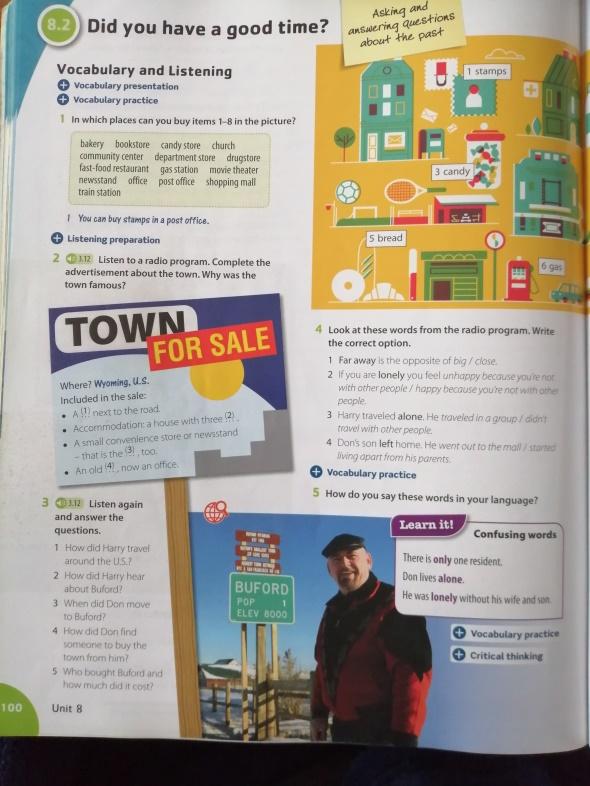 8.2 Did you have a good time?
Asking and
answering questions
about the past
Vocabulary and Listening
Vocabulary presentation
Vocabulary practice
1 In which places can you buy items 1–8 in the picture?
bakery bookstore candy store church
community center department store drugstore
fast-food restaurant gas station movie theater
newsstand office post office shopping mall
train station
1 You can buy stamps in a post office.
Listening preparation
2 3.12 Listen to a radio program. Complete the
advertisement about the town. Why was the
town famous?
TOWN
FOR SALE
Where? Wyoming, U.S.
Included in the sale:
• A (1) next to the road.
• Accommodation: a house with three (2).
• A small convenience store or newsstand
– that is the (3), too.
• An old (4), now an office.
3 3.12 Listen again
and answer the
questions.
1 How did Harry travel
around the U.S.?
2 How did Harry hear
about Buford?
3 When did Don move
to Buford?
4 How did Don find
someone to buy the
town from him?
5 Who bought Buford and
how much did it cost?
100 Unit 8
1 stamps
3 candy
5 bread
6 gas
4 Look at these words from the radio program. Write
the correct option.
1 Far away is the opposite of big / close.
2 If you are lonely you feel unhappy because you're not
with other people / happy because you're not with other
people.
3 Harry traveled alone. He traveled in a group / didn't
travel with other people.
4 Don's son left home. He went out to the mall / started
living apart from his parents.
Vocabulary practice
5 How do you say these words in your language?
Learn it!
Confusing words
There is only one resident.
Don lives alone.
He was lonely without his wife and son.
Vocabulary practice
Critical thinking
BUFORD
POP 1
ELEV 8000